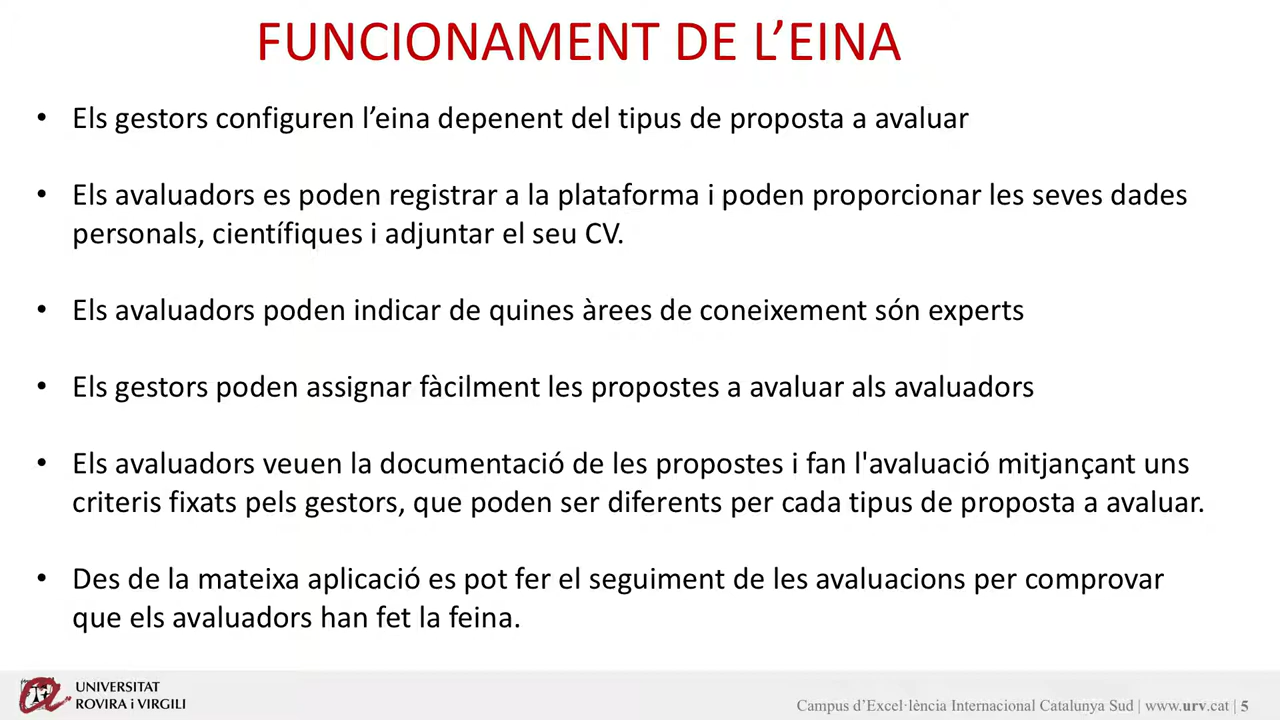 FUNCIONAMENT DE L’EINA
• Els gestors configuren l’eina depenent del tipus de proposta a avaluar
• Els avaluadors es poden registrar a la plataforma i poden proporcionar les seves dades
personals, científiques i adjuntar el seu CV.
• Els avaluadors poden indicar de quines àrees de coneixement són experts
• Els gestors poden assignar fàcilment les propostes a avaluar als avaluadors
• Els avaluadors veuen la documentació de les propostes i fan l'avaluació mitjançant uns
criteris fixats pels gestors, que poden ser diferents per cada tipus de proposta a avaluar.
• Des de la mateixa aplicació es pot fer el seguiment de les avaluacions per comprovar
que els avaluadors han fet la feina.
UNIVERSITAT
ROVIRA i VIRGILI
Campus d’Excel·lència Internacional Catalunya Sud | www.urv.cat | 5